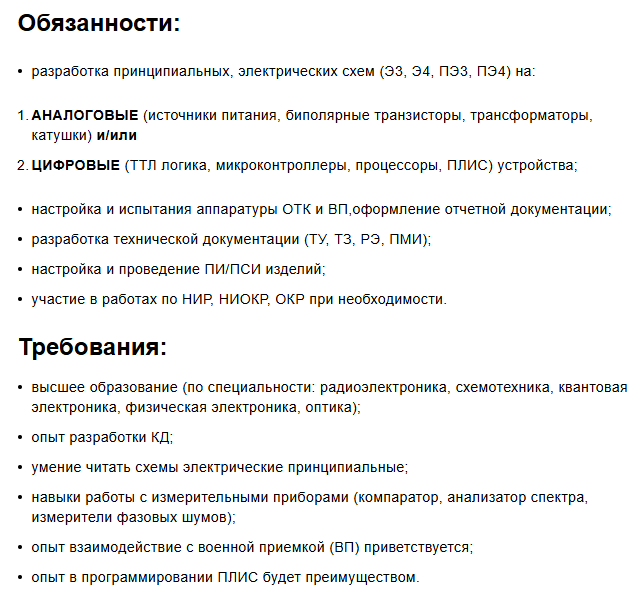 Обязанности:
• разработка принципиальных, электрических схем (Э3, Э4, ПЭ3, ПЭ4) на:
1. АНАЛОГОВЫЕ (источники питания, биполярные транзисторы, трансформаторы,
катушки) и/или
2. ЦИФРОВЫЕ (ТТЛ логика, микроконтроллеры, процессоры, ПЛИС) устройства;
• настройка и испытания аппаратуры ОТК и ВП,оформление отчетной документации;
• разработка технической документации (ТУ, ТЗ, РЭ, ПМИ);
• настройка и проведение ПИ/ПСИ изделий;
• участие в работах по НИР, НИОКР, ОКР при необходимости.
Требования:
• высшее образование (по специальности: радиоэлектроника, схемотехника, квантовая
электроника, физическая электроника, оптика);
• опыт разработки КД;
• умение читать схемы электрические принципиальные;
• навыки работы с измерительными приборами (компаратор, анализатор спектра,
измерители фазовых шумов);
• опыт взаимодействие с военной приемкой (ВП) приветствуется;
• опыт в программировании ПЛИС будет преимуществом.